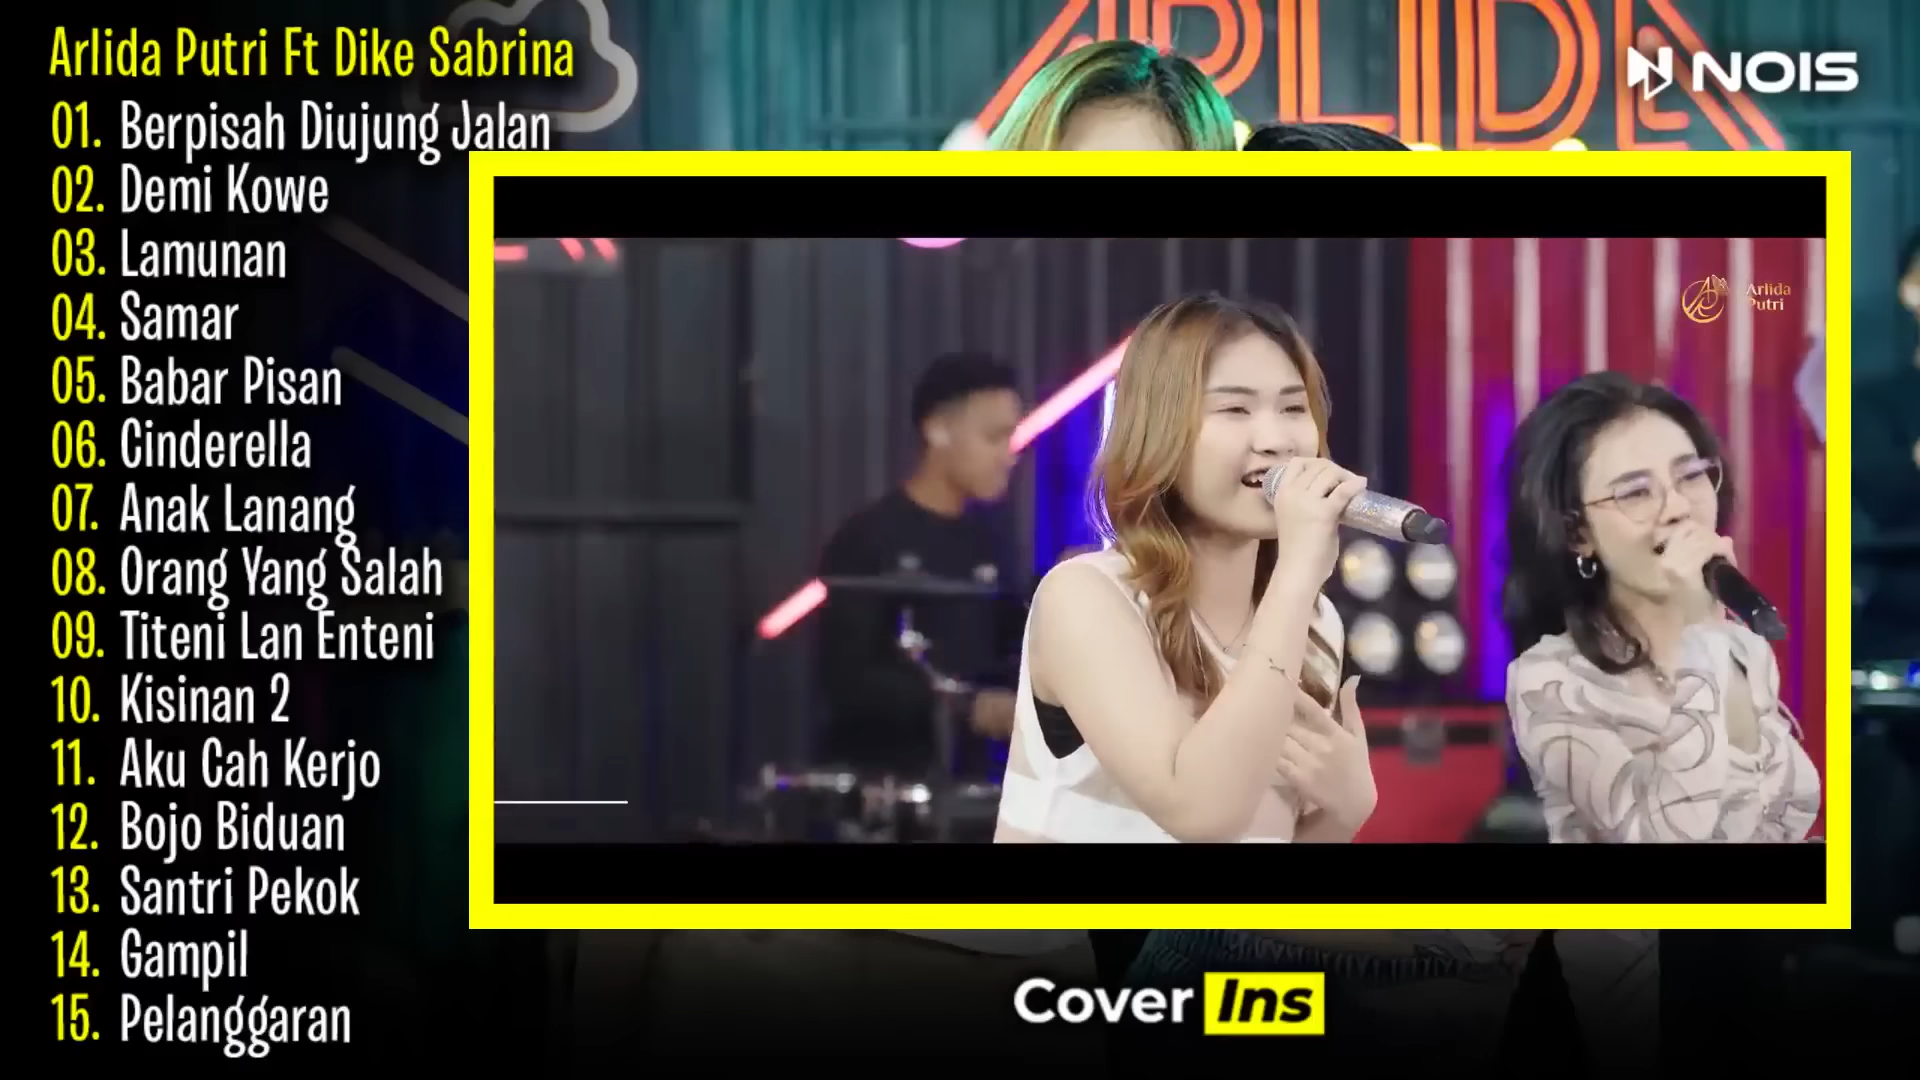 Arlida Putri Ft Dike Sabrina
01. Berpisah Diujung Jalan
02. Demi Kowe
03. Lamunan
04. Samar
05. Babar Pisan
06. Cinderella
07. Anak Lanang
08. Orang Yang Salah
09. Titeni Lan Enteni
10. Kisinan 2
11. Aku Cah Kerjo
12. Bojo Biduan
13. Santri Pekok
14. Gampil
15. Pelanggaran
ARLIDA
NOIS
Arlida
Putri
Cover Ins